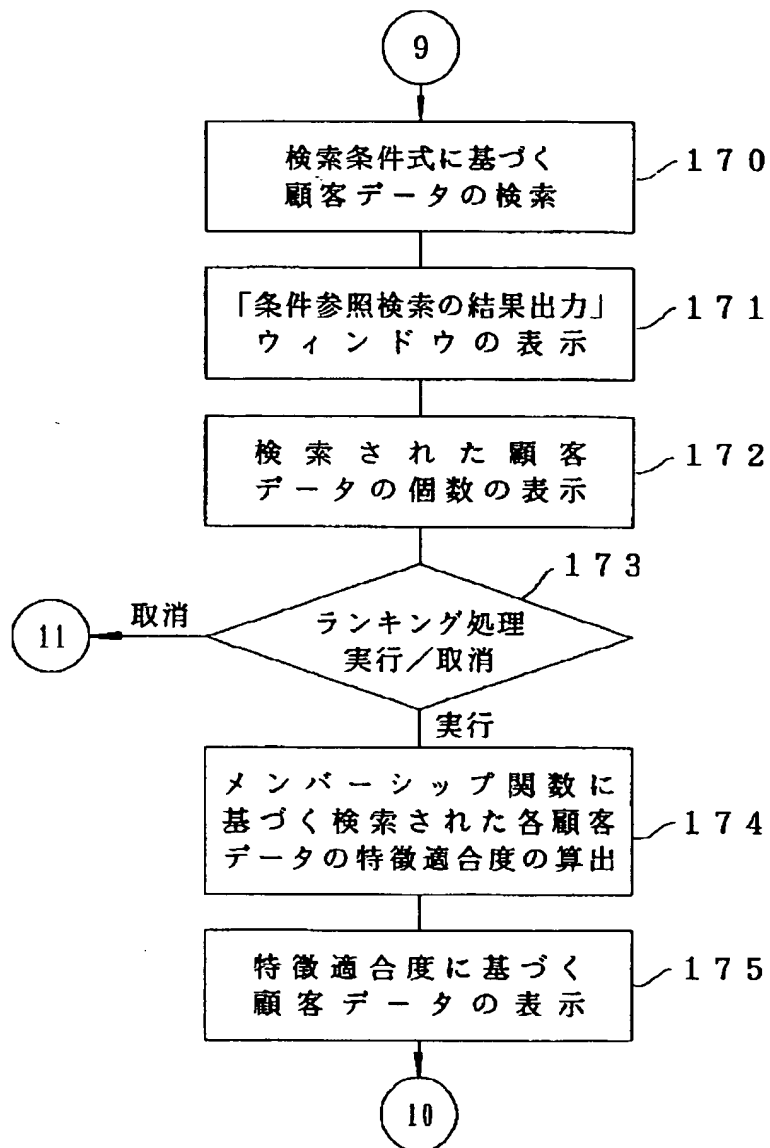 9
検索条件式に基づく
顧客データの検索
170
「条件参照検索の結果出力」
ウィンドウの表示
171
検索された顧客
データの個数の表示
172
173
ランキング処理
実行／取消
取消
11
実行
メンバーシップ関数に
基づく検索された各顧客
データの特徴適合度の算出
174
特徴適合度に基づく
顧客データの表示
175
10